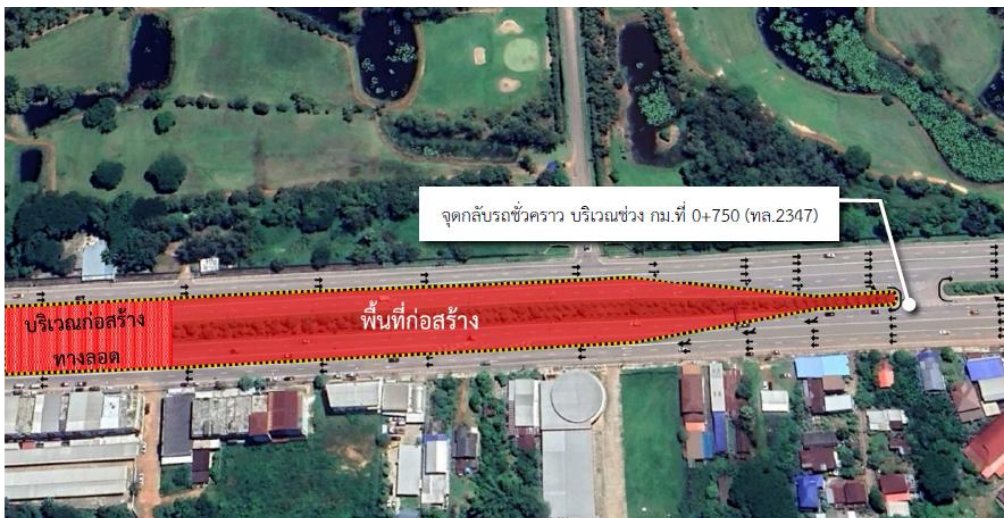 จุดกลับรถชั่วคราว บริเวณช่วง กม.ที่ 0+750 (ทล.2347)
บริเวณก่อสร้าง
ทางลอด
พื้นที่ก่อสร้าง